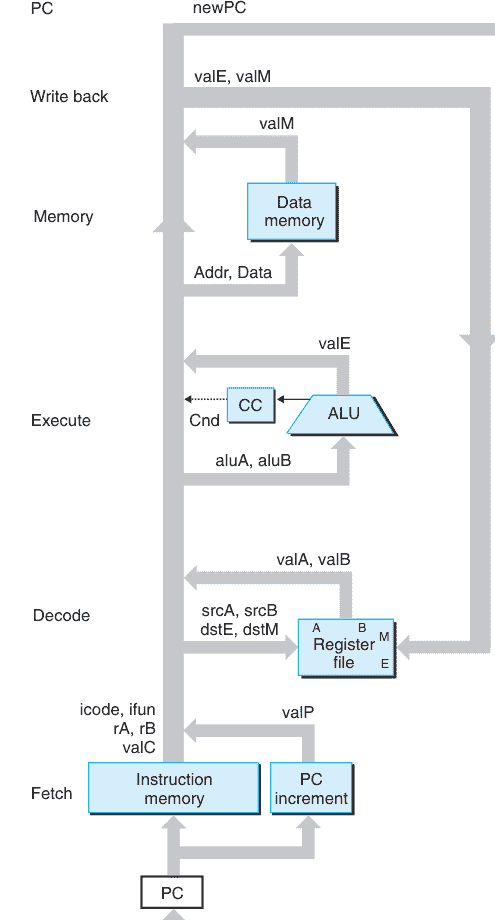 PC
newPC
valE, valM
Write back
valM
Data
memory
Memory
Addr, Data
valE
CC
ALU
Cnd
Execute
aluA, aluB
valA, valB
srcA, srcB
dstE, dstM
Decode
A
B
M
Register
file
E
icode, ifun
rA, rB
valC
valP
Fetch
Instruction
memory
PC
increment
PC